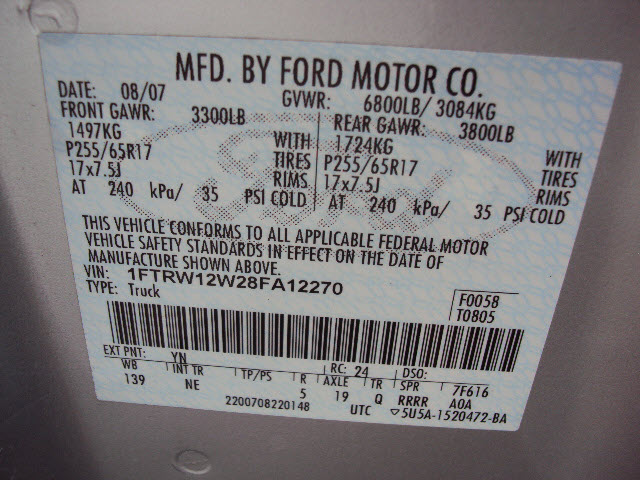 MFD. BY FORD MOTOR CO.
DATE: 08/07 GVWR: 6800LB/ 3084KG
FRONT GAWR: 3300LB REAR GAWR: 3800LB
1497KG WITH 1724KG WITH
P255/65R17 TIRES P255/65R17 TIRES
17x7.5J RIMS 17x7.5J RIMS
AT 240 kPa/ 35 PSI COLD AT 240 kPa/ 35 PSI COLD
Ford
THIS VEHICLE CONFORMS TO ALL APPLICABLE FEDERAL MOTOR
VEHICLE SAFETY STANDARDS IN EFFECT ON THE DATE OF
MANUFACTURE SHOWN ABOVE.
VIN: 1FTRW12W28FA12270 F0058
TYPE: Truck T0805
EXT PNT: YN RC: 24 DSO:
WB INT TR TP/PS R AXLE TR SPR 7F616
139 NE 5 19 Q RRRR A0A
2200708220148 UTC ▽5U5A-1520472-BA